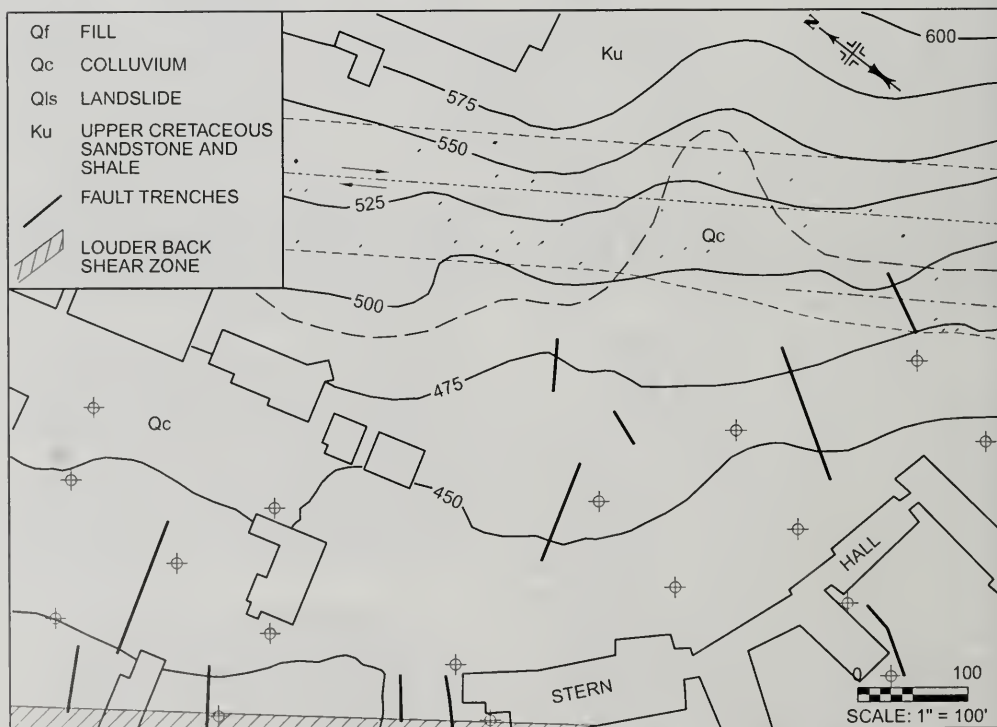 Qf FILL
Qc COLLUVIUM
Qls LANDSLIDE
Ku UPPER CRETACEOUS
SANDSTONE AND
SHALE
FAULT TRENCHES
LOUDER BACK
SHEAR ZONE
N
600
Ku
575
550
525
Qc
500
475
Qc
450
HALL
STERN
0 100
SCALE: 1" = 100'